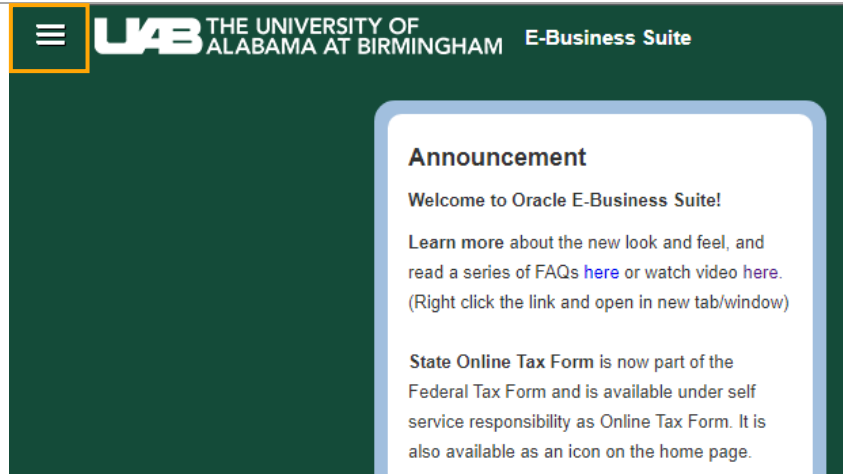 UAB THE UNIVERSITY OF
ALABAMA AT BIRMINGHAM
E-Business Suite
Announcement
Welcome to Oracle E-Business Suite!
Learn more about the new look and feel, and
read a series of FAQs here or watch video here.
(Right click the link and open in new tab/window)
State Online Tax Form is now part of the
Federal Tax Form and is available under self
service responsibility as Online Tax Form. It is
also available as an icon on the home page.